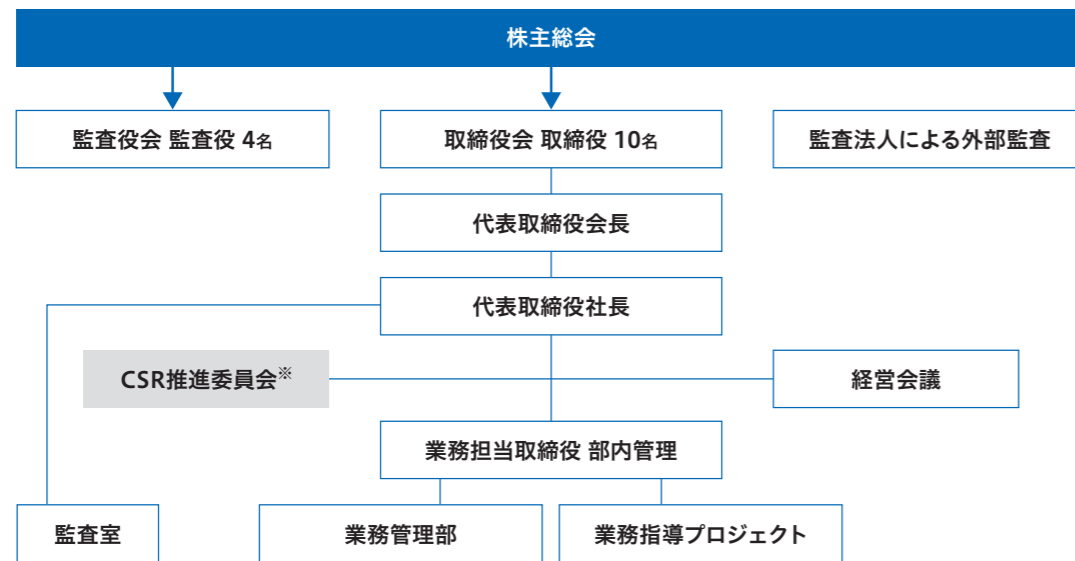 株主総会
監査役会 監査役 4名
取締役会 取締役 10名
監査法人による外部監査
代表取締役会長
代表取締役社長
CSR推進委員会※
経営会議
業務担当取締役 部内管理
監査室
業務管理部
業務指導プロジェクト